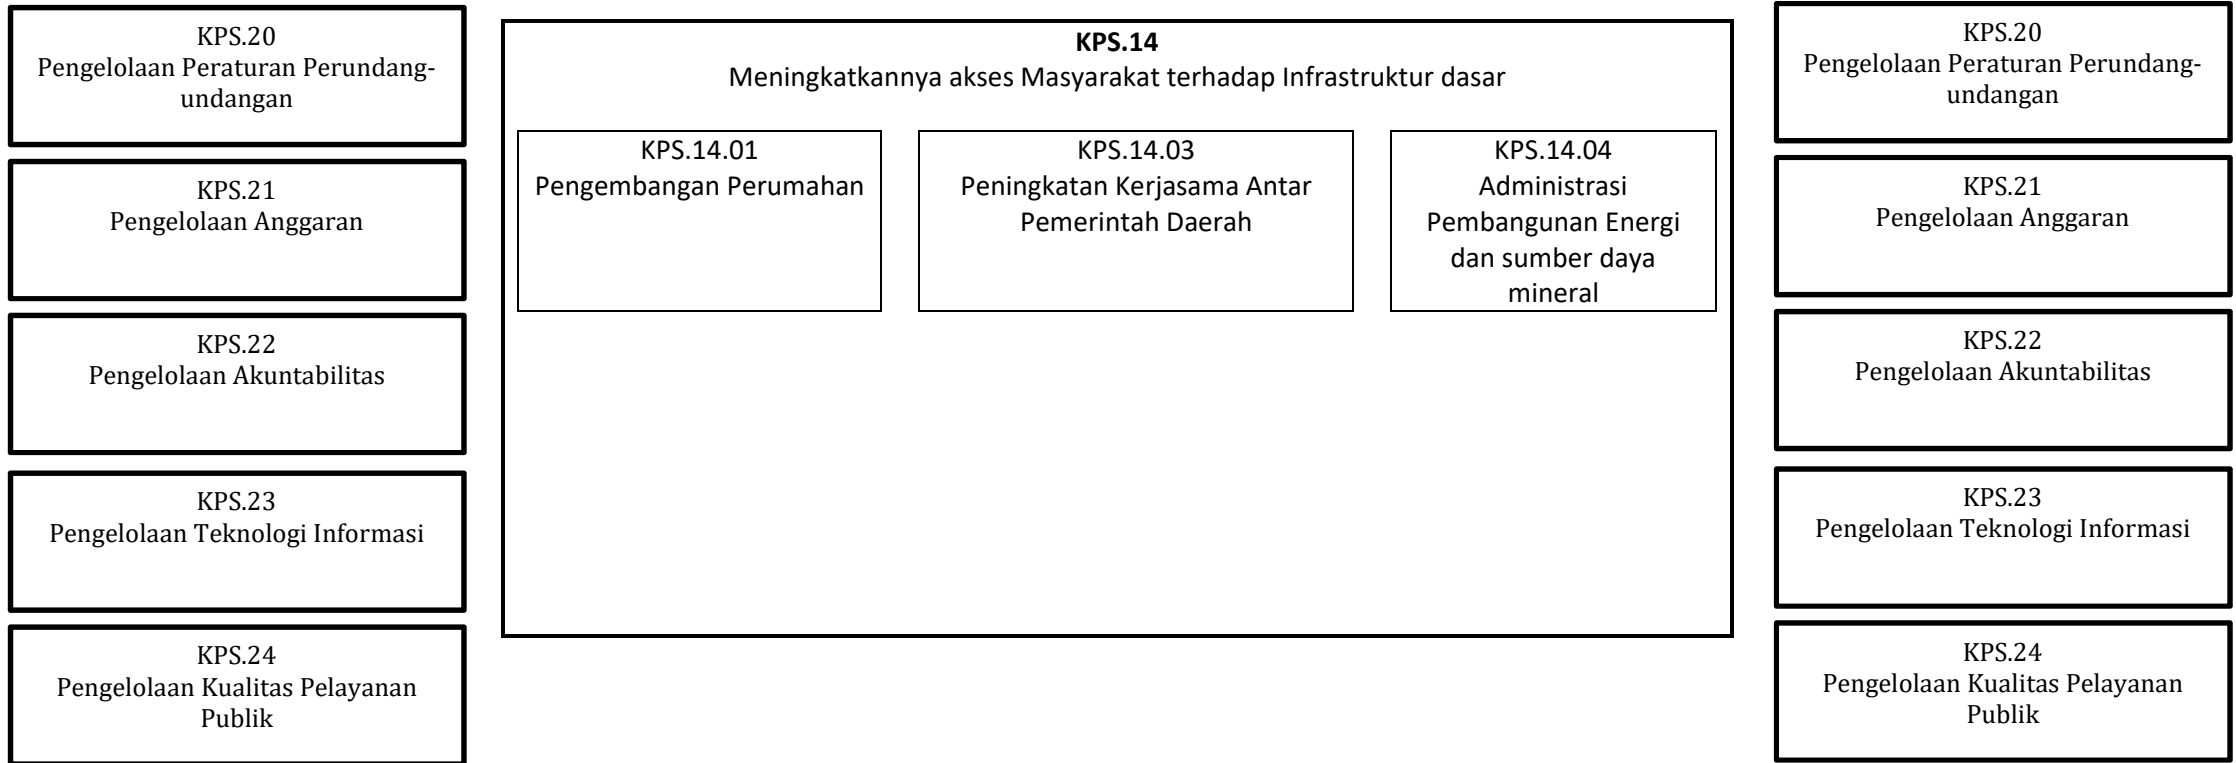 KPS.20
Pengelolaan Peraturan Perundang-
undangan
KPS.21
Pengelolaan Anggaran
KPS.22
Pengelolaan Akuntabilitas
KPS.23
Pengelolaan Teknologi Informasi
KPS.24
Pengelolaan Kualitas Pelayanan
Publik
KPS.14
Meningkatkannya akses Masyarakat terhadap Infrastruktur dasar
KPS.14.01
Pengembangan Perumahan
KPS.14.03
Peningkatan Kerjasama Antar
Pemerintah Daerah
KPS.14.04
Administrasi
Pembangunan Energi
dan sumber daya
mineral
KPS.20
Pengelolaan Peraturan Perundang-
undangan
KPS.21
Pengelolaan Anggaran
KPS.22
Pengelolaan Akuntabilitas
KPS.23
Pengelolaan Teknologi Informasi
KPS.24
Pengelolaan Kualitas Pelayanan
Publik